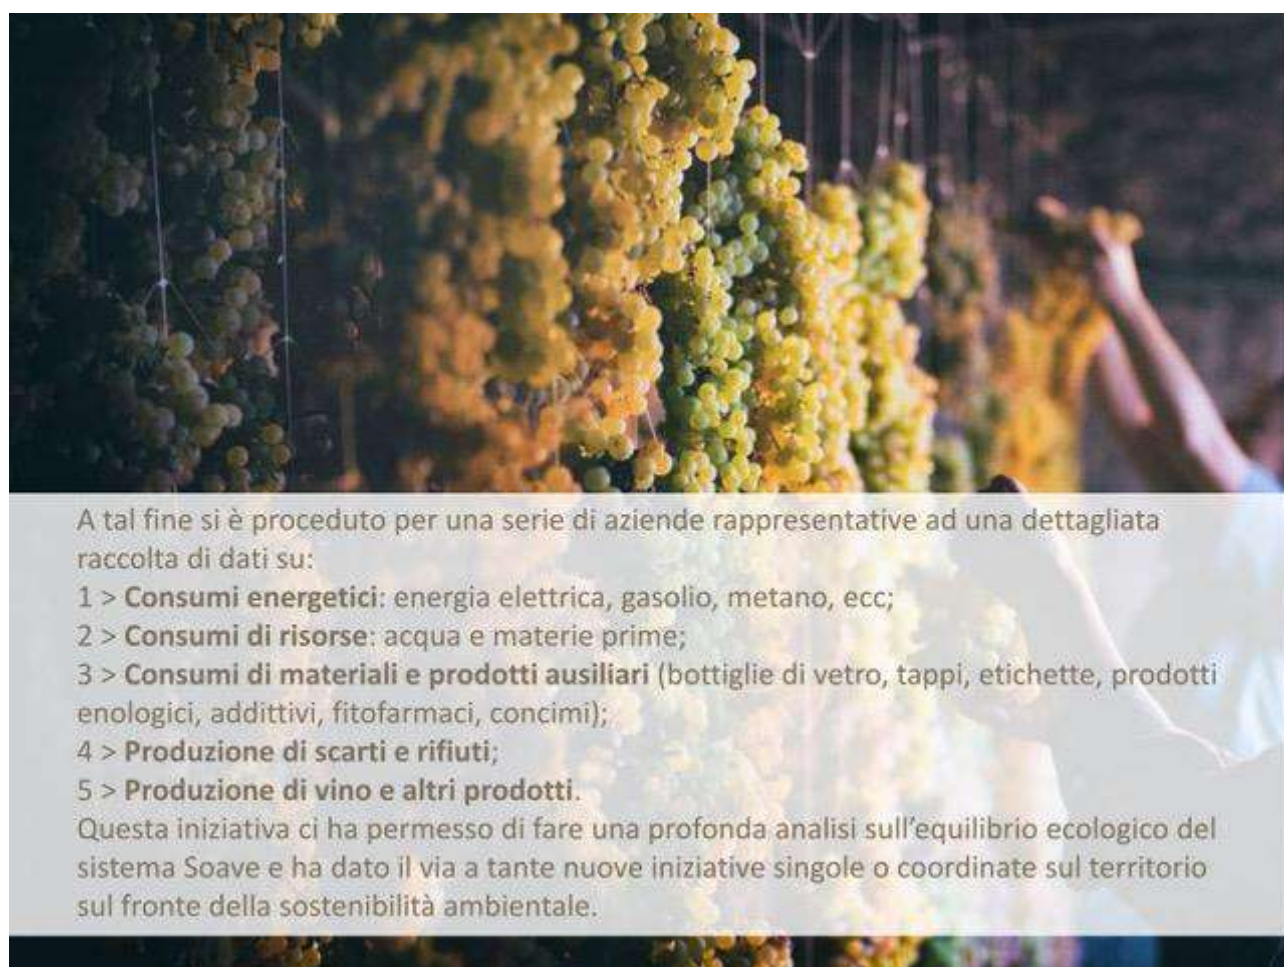 A tal fine si è proceduto per una serie di aziende rappresentative ad una dettagliata
raccolta di dati su:
1 > Consumi energetici: energia elettrica, gasolio, metano, ecc;
2 > Consumi di risorse: acqua e materie prime;
3 > Consumi di materiali e prodotti ausiliari (bottiglie di vetro, tappi, etichette, prodotti
enologici, addittivi, fitofarmaci, concimi);
4 > Produzione di scarti e rifiuti;
5 > Produzione di vino e altri prodotti.
Questa iniziativa ci ha permesso di fare una profonda analisi sull’equilibrio ecologico del
sistema Soave e ha dato il via a tante nuove iniziative singole o coordinate sul territorio
sul fronte della sostenibilità ambientale.